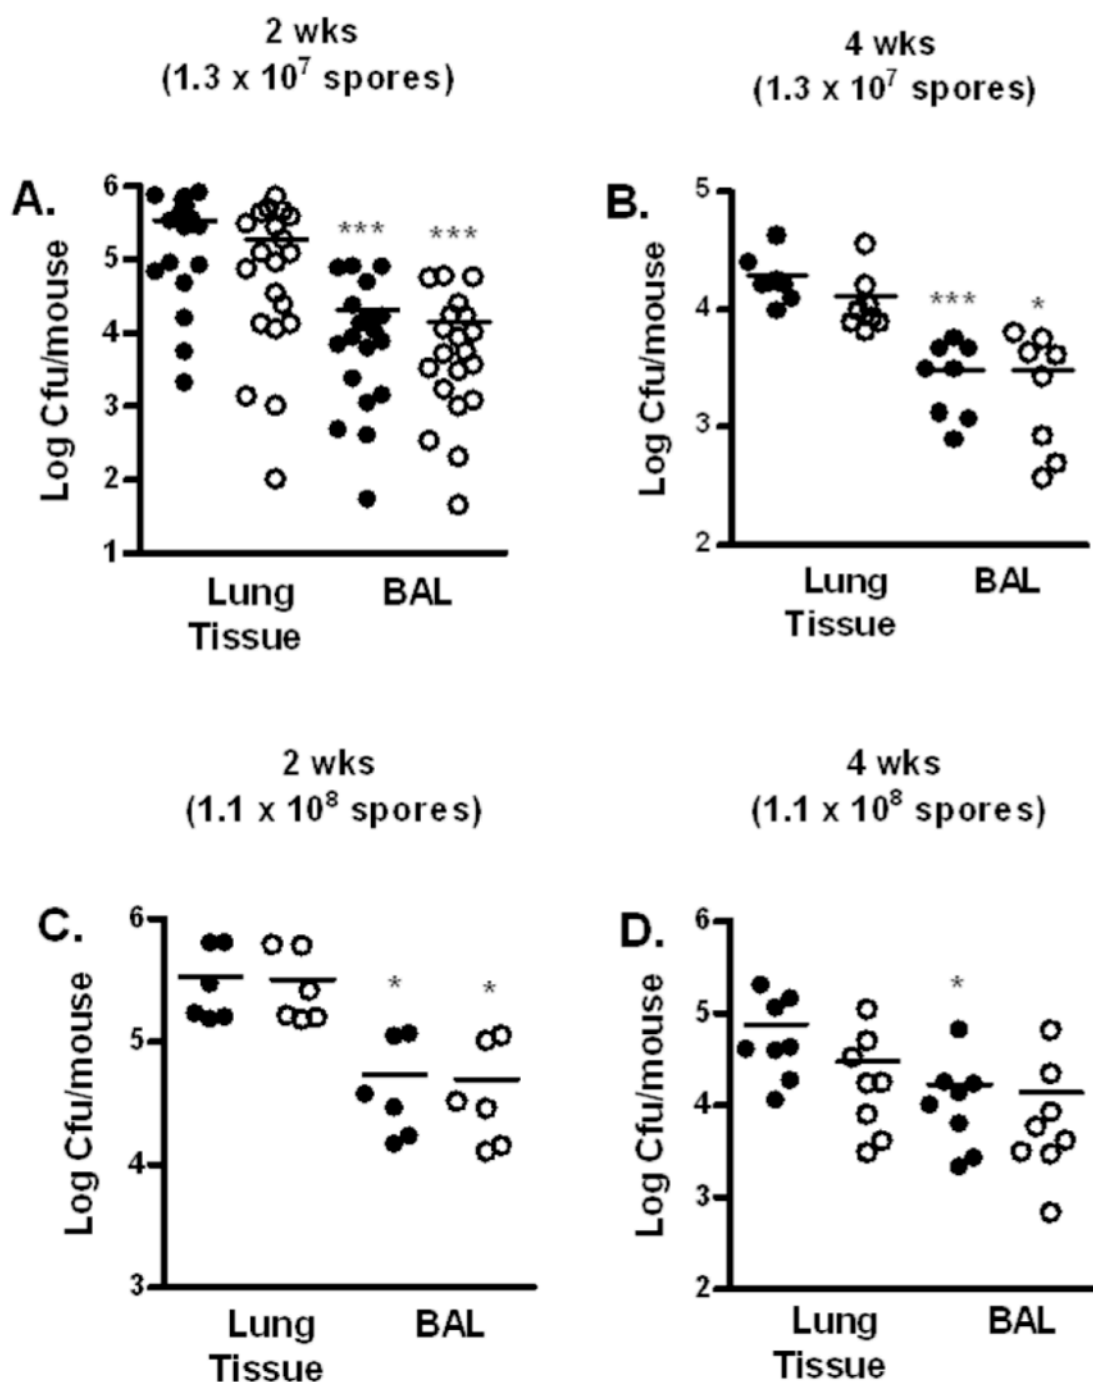 2 wks
(1.3 x 10⁷ spores)
4 wks
(1.3 x 10⁷ spores)
A.
Log Cfu/mouse
6
5
4
3
2
1
***
***
Lung
Tissue
BAL
B.
Log Cfu/mouse
5
4
3
2
***
*
Lung
Tissue
BAL
2 wks
(1.1 x 10⁸ spores)
4 wks
(1.1 x 10⁸ spores)
C.
Log Cfu/mouse
6
5
4
3
*
*
Lung
Tissue
BAL
D.
Log Cfu/mouse
6
5
4
3
2
*
Lung
Tissue
BAL